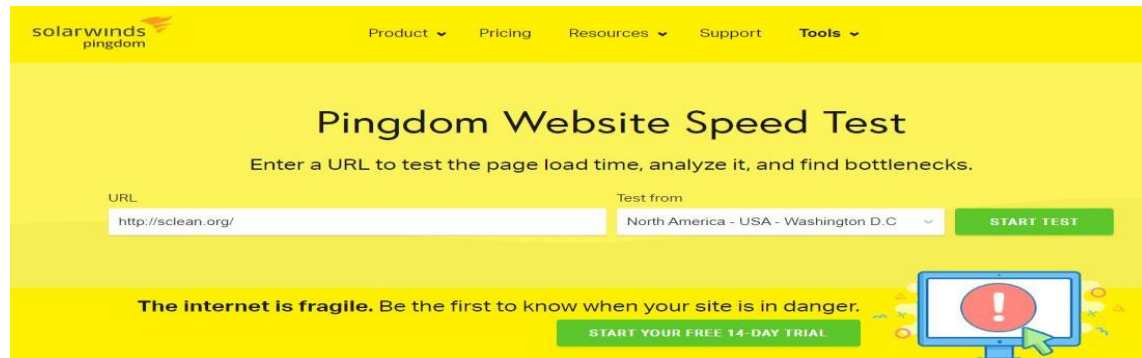 solarwinds
pingdom
Product Pricing Resources Support Tools
Pingdom Website Speed Test
Enter a URL to test the page load time, analyze it, and find bottlenecks.
URL Test from
http://sclean.org/ North America - USA - Washington D.C START TEST
The internet is fragile. Be the first to know when your site is in danger.
START YOUR FREE 14-DAY TRIAL
!